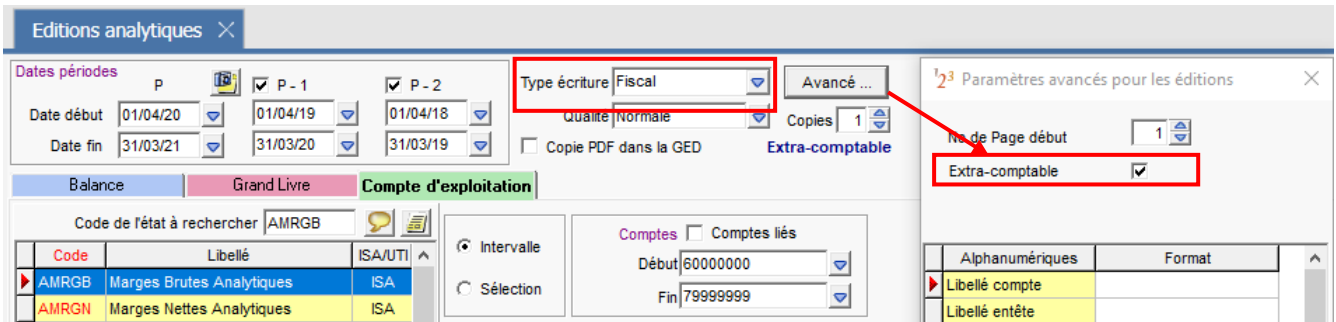 Editions analytiques
Dates périodes
P
P - 1
P - 2
Date début 01/04/20 01/04/19 01/04/18
Date fin 31/03/21 31/03/20 31/03/19
Type écriture Fiscal
Avancé ...
Qualité Normale
Copies 1
Copie PDF dans la GED
Extra-comptable
Balance
Grand Livre
Compte d'exploitation
Code de l'état à rechercher AMRGB
Code Libellé ISA/UTI
AMRGB Marges Brutes Analytiques ISA
AMRGN Marges Nettes Analytiques ISA
Intervalle
Sélection
Comptes Comptes liés
Début 60000000
Fin 79999999
123 Paramètres avancés pour les éditions
No de Page début 1
Extra-comptable
Alphanumériques Format
Libellé compte
Libellé entête